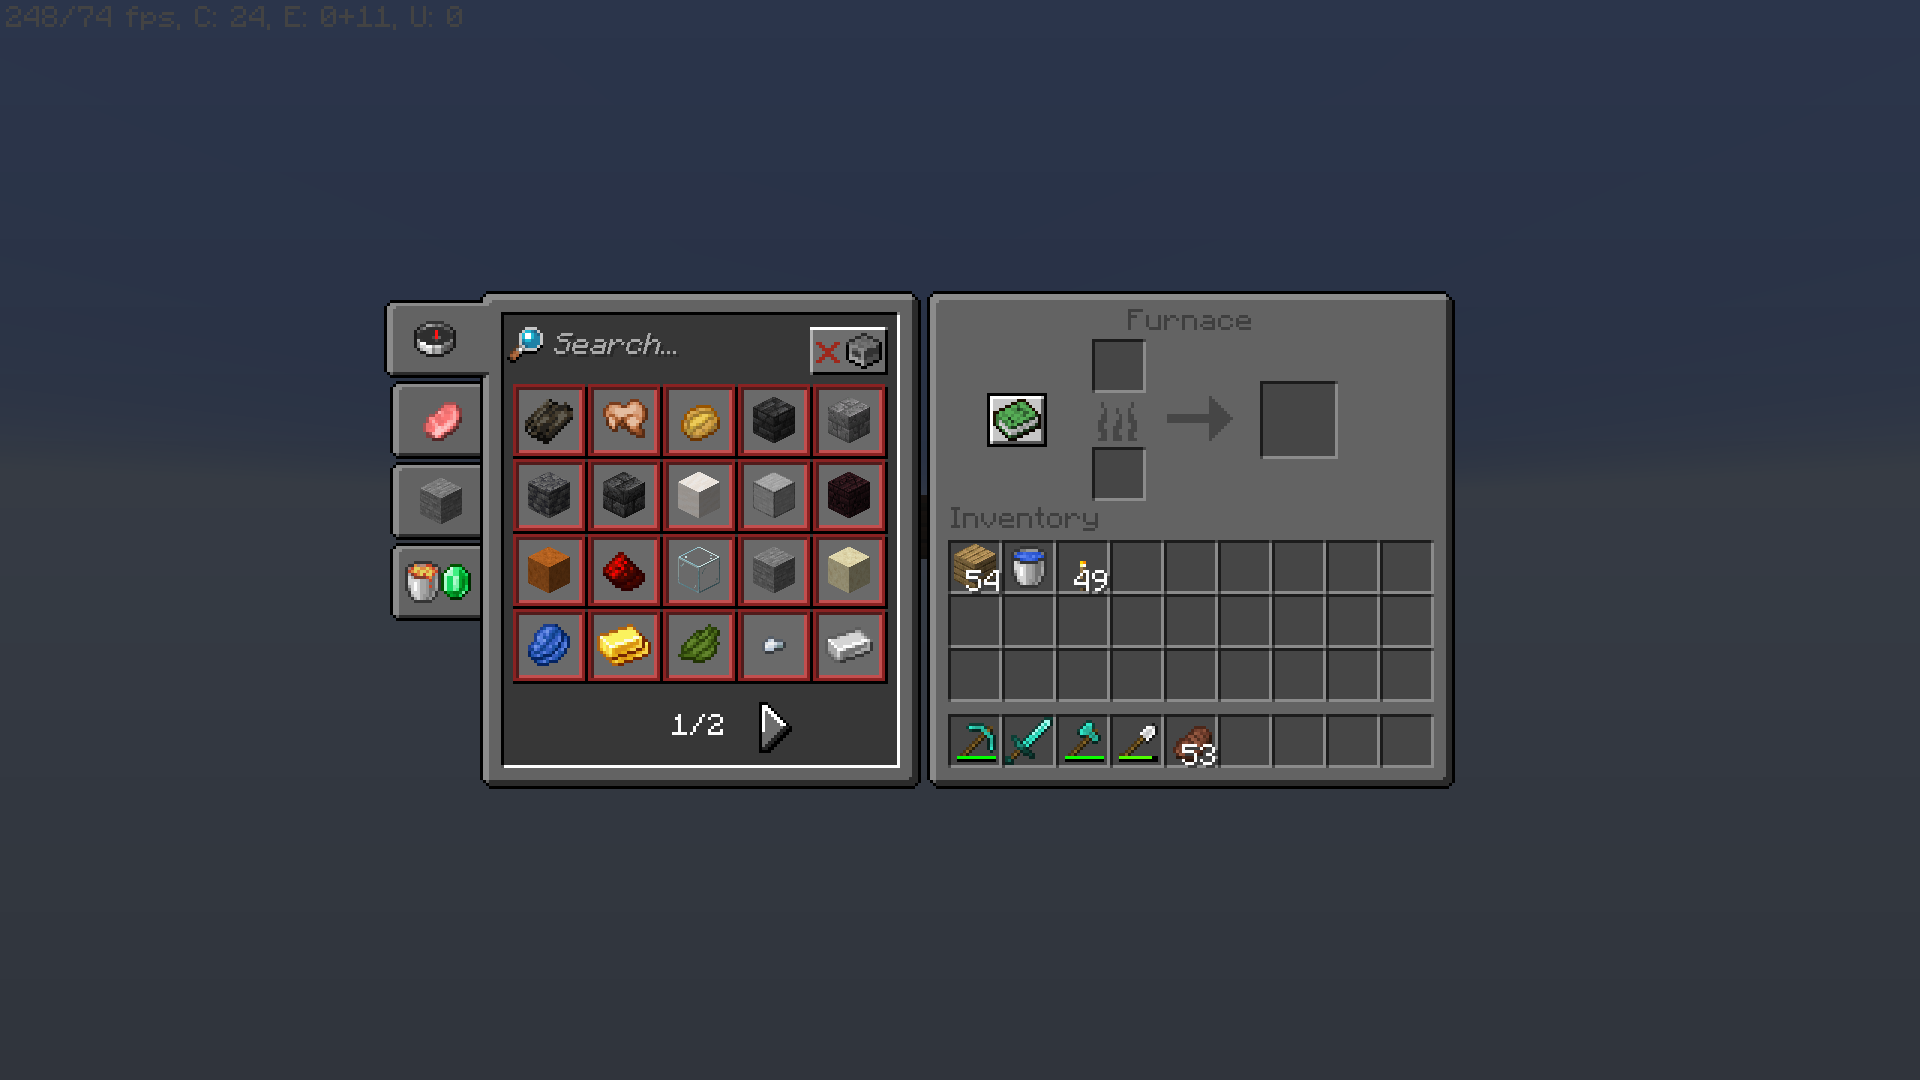 248/74 fps, C: 24, E: 0+11, U: 0
Search...
Furnace
Inventory
54
49
1/2
53